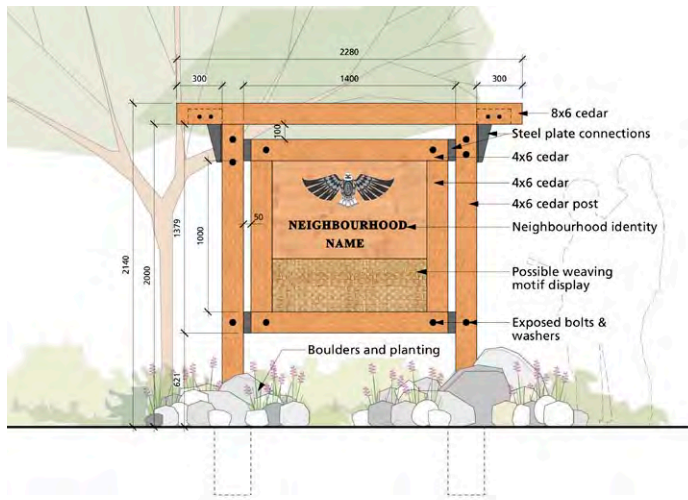 2280
300
1400
300
8x6 cedar
100
Steel plate connections
4x6 cedar
4x6 cedar
4x6 cedar post
50
NEIGHBOURHOOD
NAME
Neighbourhood identity
1379
1000
2140
2000
Possible weaving
motif display
Exposed bolts &
washers
Boulders and planting
621